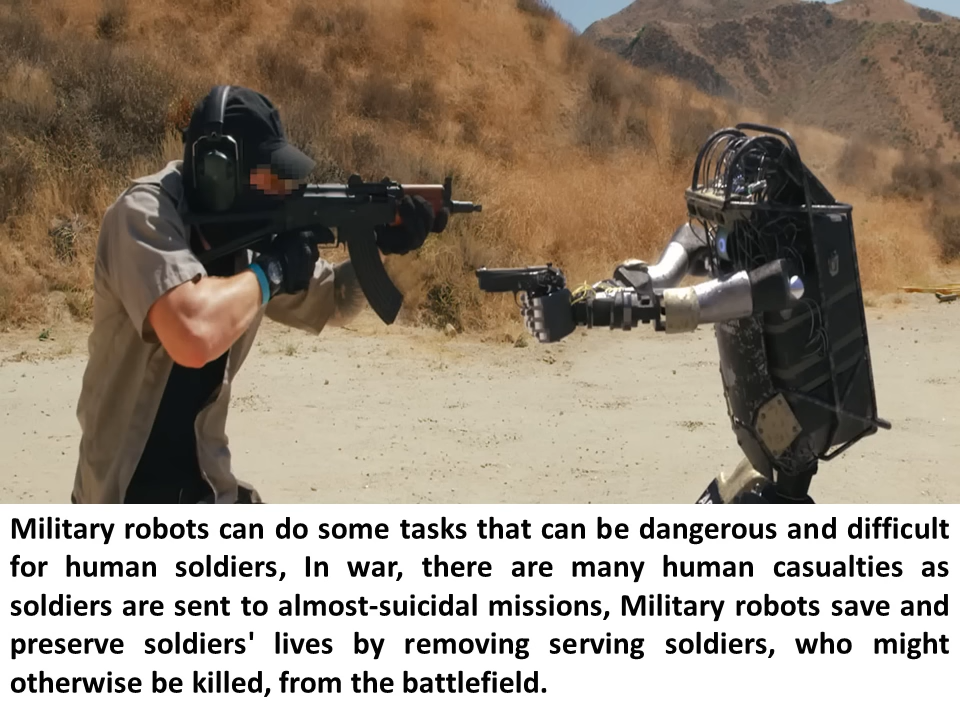 Military robots can do some tasks that can be dangerous and difficult
for human soldiers, In war, there are many human casualties as
soldiers are sent to almost-suicidal missions, Military robots save and
preserve soldiers' lives by removing serving soldiers, who might
otherwise be killed, from the battlefield.